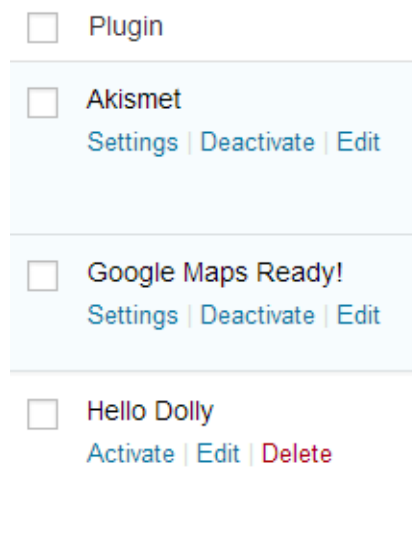 Plugin
Akismet
Settings | Deactivate | Edit
Google Maps Ready!
Settings | Deactivate | Edit
Hello Dolly
Activate | Edit | Delete